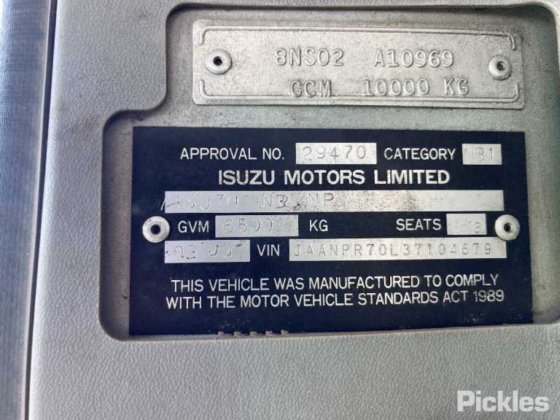 8NS02 A10969
GCM 10000 KG
APPROVAL NO. 29470 CATEGORY
ISUZU MOTORS LIMITED
GVM KG SEATS
VIN JAANPR70L37104679
THIS VEHICLE WAS MANUFACTURED TO COMPLY
WITH THE MOTOR VEHICLE STANDARDS ACT 1989
Pickles